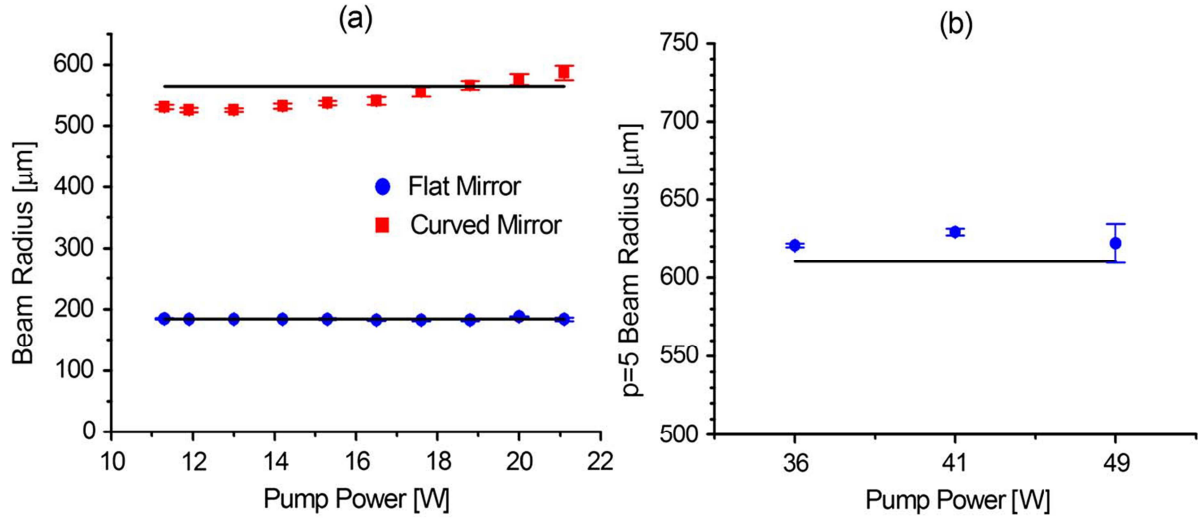 (a)
600
500
400
300
200
100
0
Beam Radius [μm]
Flat Mirror
Curved Mirror
10 12 14 16 18 20 22
Pump Power [W]
(b)
750
700
650
600
550
500
p=5 Beam Radius [μm]
36 41 49
Pump Power [W]